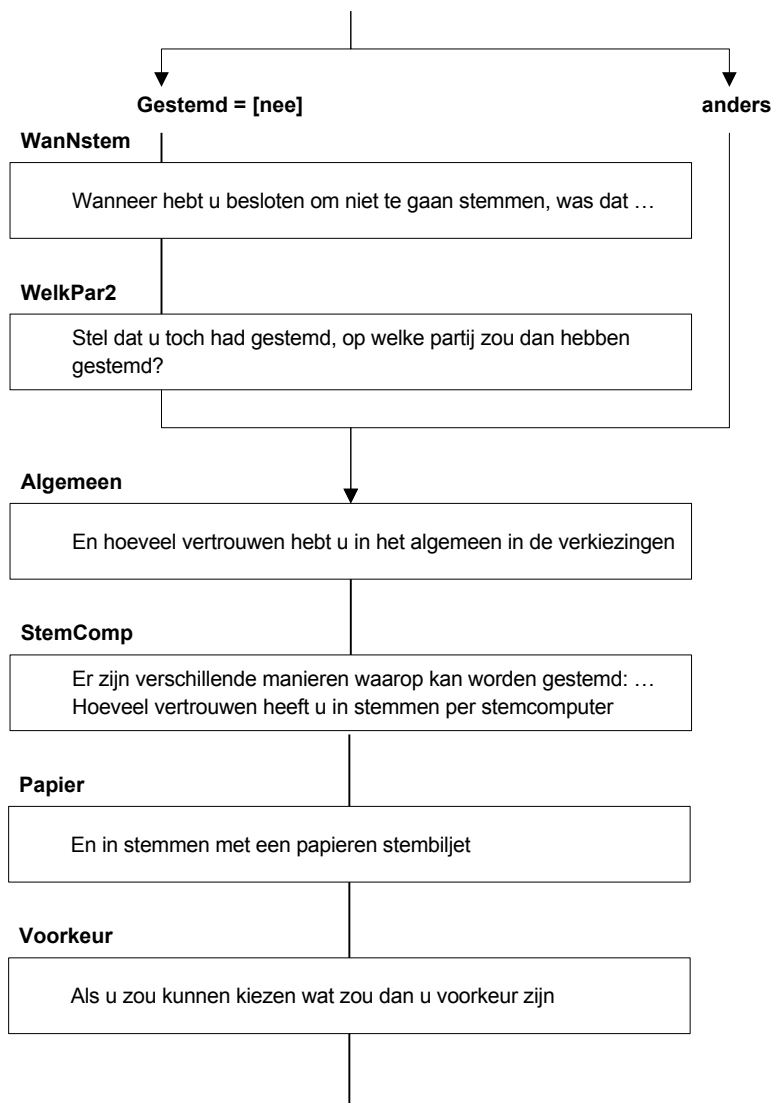 Gestemd = [nee]
anders
WanNstem
Wanneer hebt u besloten om niet te gaan stemmen, was dat …
WelkPar2
Stel dat u toch had gestemd, op welke partij zou dan hebben
gestemd?
Algemeen
En hoeveel vertrouwen hebt u in het algemeen in de verkiezingen
StemComp
Er zijn verschillende manieren waarop kan worden gestemd: …
Hoeveel vertrouwen heeft u in stemmen per stemcomputer
Papier
En in stemmen met een papieren stembiljet
Voorkeur
Als u zou kunnen kiezen wat zou dan u voorkeur zijn